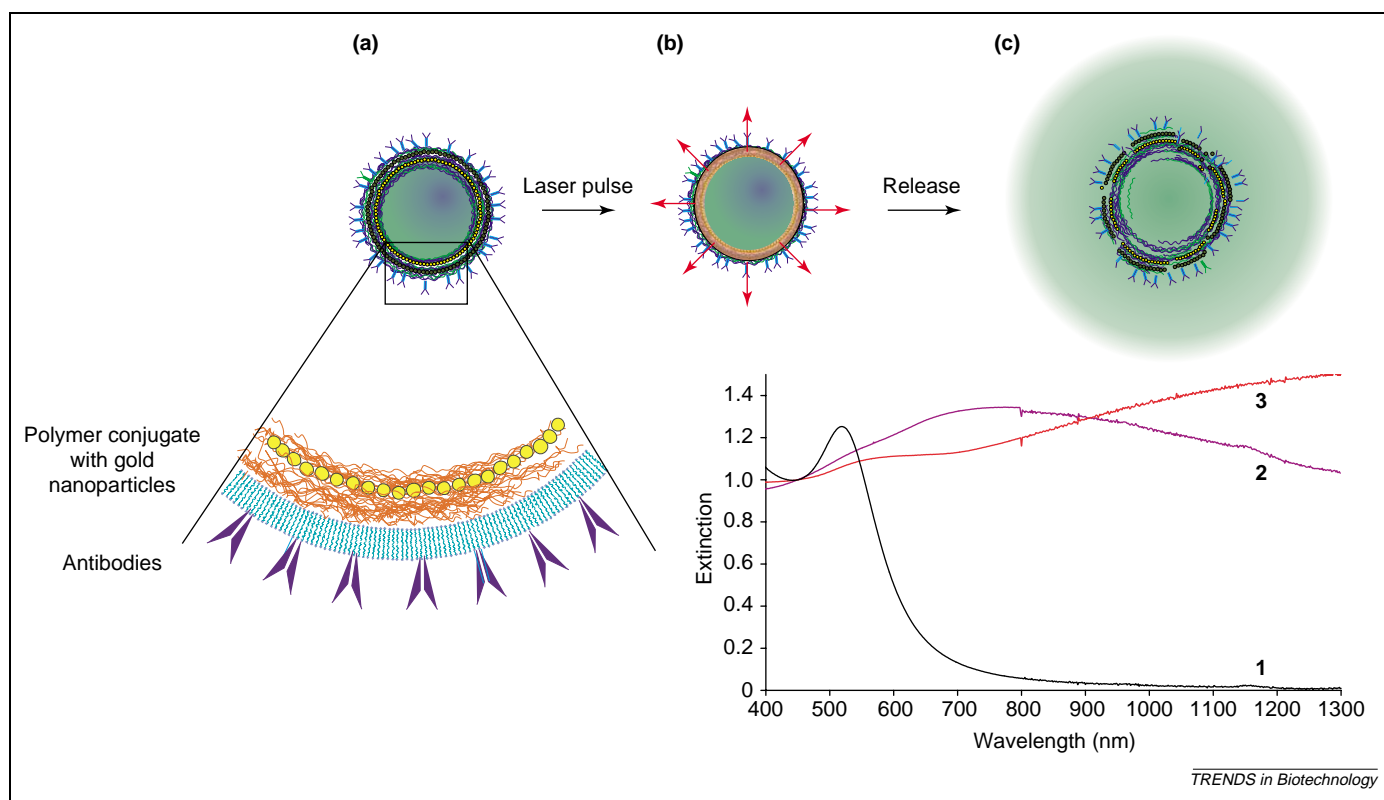 (a)
(b)
(c)
Laser pulse
Release
Polymer conjugate
with gold
nanoparticles
Antibodies
Extinction
1.4
1.2
1.0
0.8
0.6
0.4
0.2
0
3
2
1
400 500 600 700 800 900 1000 1100 1200 1300
Wavelength (nm)
TRENDS in Biotechnology